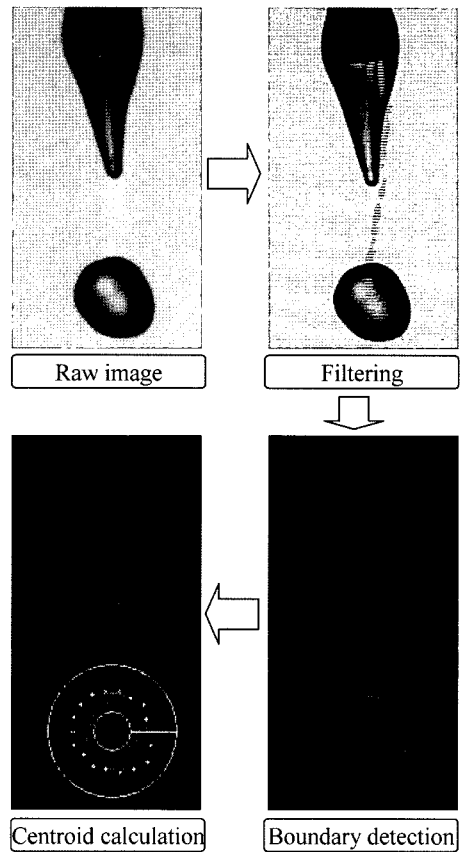 Raw image
Filtering
Centroid calculation
Boundary detection